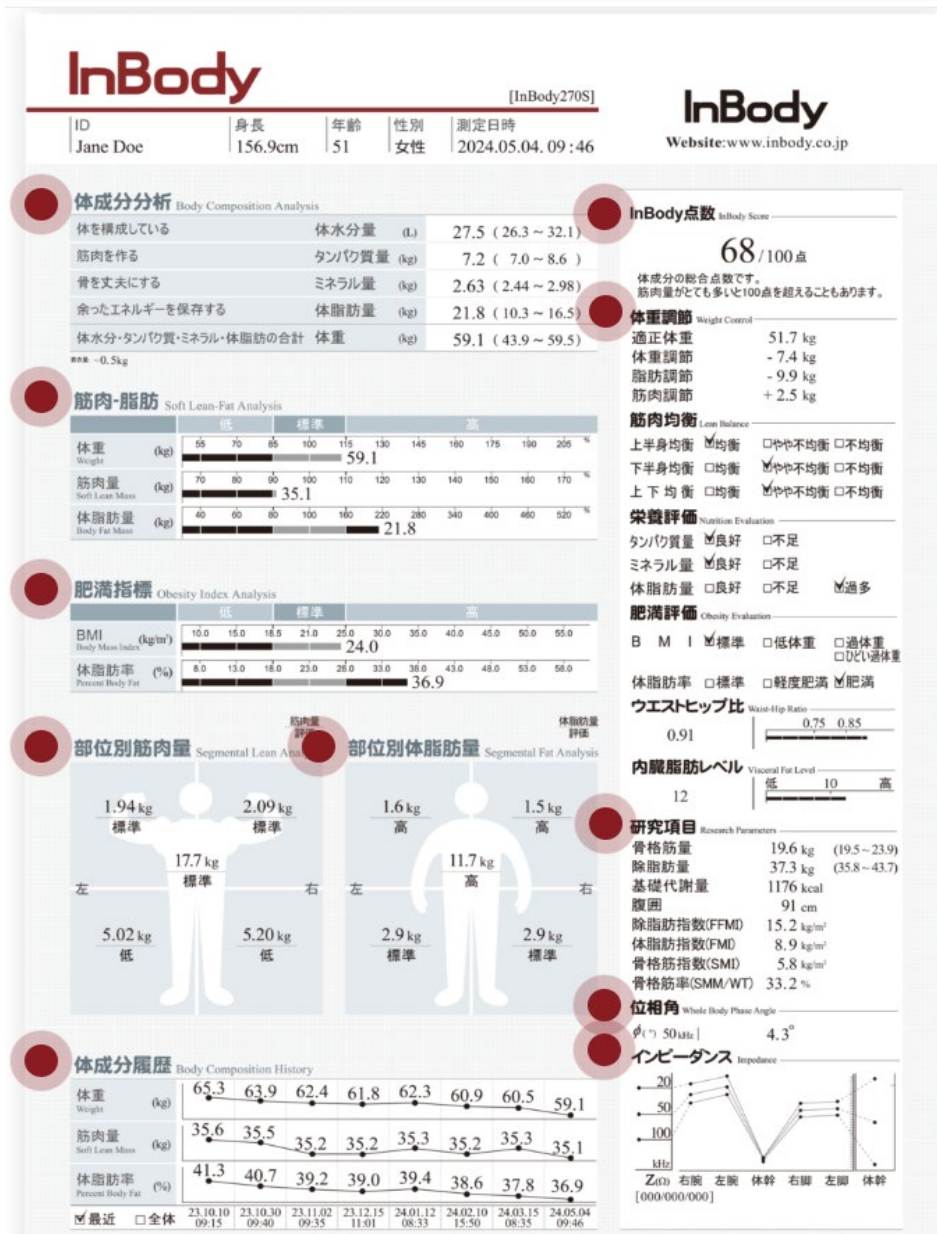 InBody
[InBody270S]
ID 身長 年齢 性別 測定日時
Jane Doe 156.9cm 51 女性 2024.05.04. 09:46
InBody
Website:www.inbody.co.jp
体成分分析 Body Composition Analysis
体を構成している 体水分量 (L) 27.5 (26.3~32.1)
筋肉を作る タンパク質量 (kg) 7.2 ( 7.0~8.6 )
骨を丈夫にする ミネラル量 (kg) 2.63 (2.44~2.98)
余ったエネルギーを保存する 体脂肪量 (kg) 21.8 (10.3~16.5)
体水分・タンパク質・ミネラル・体脂肪の合計 体重 (kg) 59.1 (43.9~59.5)
-0.5kg
筋肉-脂肪 Soft Lean-Fat Analysis
低 標準 高
体重 (kg) 55 70 85 100 115 130 145 160 175 190 205 %
Weight 59.1
筋肉量 (kg) 70 80 90 100 110 120 130 140 150 160 170 %
Soft Lean Mass 35.1
体脂肪量 (kg) 40 60 80 100 160 220 280 340 400 460 520 %
Body Fat Mass 21.8
肥満指標 Obesity Index Analysis
低 標準 高
BMI (kg/m²) 10.0 15.0 18.5 21.0 25.0 30.0 35.0 40.0 45.0 50.0 55.0
Body Mass Index 24.0
体脂肪率 (%) 8.0 13.0 18.0 23.0 28.0 33.0 38.0 43.0 48.0 53.0 58.0
Percent Body Fat 36.9
筋肉量
評価
部位別筋肉量 Segmental Lean Analysis
1.94 kg 2.09 kg
標準 標準
17.7 kg
標準
左 右
5.02 kg 5.20 kg
低 低
体脂肪量
評価
部位別体脂肪量 Segmental Fat Analysis
1.6 kg 1.5 kg
高 高
11.7 kg
高
左 右
2.9 kg 2.9 kg
標準 標準
体成分履歴 Body Composition History
体重 (kg) 65.3 63.9 62.4 61.8 62.3 60.9 60.5 59.1
Weight
筋肉量 (kg) 35.6 35.5 35.2 35.2 35.3 35.2 35.3 35.1
Soft Lean Mass
体脂肪率 (%) 41.3 40.7 39.2 39.0 39.4 38.6 37.8 36.9
Percent Body Fat
☑最近 □全体 23.10.10 23.10.30 23.11.02 23.12.15 24.01.12 24.02.10 24.03.15 24.05.04
09:15 09:40 09:35 11:01 08:33 15:50 08:35 09:46
InBody点数 InBody Score
68/100点
体成分の総合点数です。
筋肉量がとても多いと100点を超えることもあります。
体重調節 Weight Control
適正体重 51.7 kg
体重調節 - 7.4 kg
脂肪調節 - 9.9 kg
筋肉調節 + 2.5 kg
筋肉均衡 Lean Balance
上半身均衡 ☑均衡 □やや不均衡 □不均衡
下半身均衡 □均衡 ☑やや不均衡 □不均衡
上下均衡 □均衡 ☑やや不均衡 □不均衡
栄養評価 Nutrition Evaluation
タンパク質量 ☑良好 □不足
ミネラル量 ☑良好 □不足
体脂肪量 □良好 □不足 ☑過多
肥満評価 Obesity Evaluation
BMI ☑標準 □低体重 □過体重
□ひどい過体重
体脂肪率 □標準 □軽度肥満 ☑肥満
ウエストヒップ比 Waist-Hip Ratio
0.91 0.75 0.85
内臓脂肪レベル Visceral Fat Level
12 低 10 高
研究項目 Research Parameters
骨格筋量 19.6 kg (19.5~23.9)
除脂肪量 37.3 kg (35.8~43.7)
基礎代謝量 1176 kcal
腹囲 91 cm
除脂肪指数(FFMI) 15.2 kg/m²
体脂肪指数(FMI) 8.9 kg/m²
骨格筋指数(SMI) 5.8 kg/m²
骨格筋率(SMM/WT) 33.2 %
位相角 Whole Body Phase Angle
φ(°) 50 kHz| 4.3°
インピーダンス Impedance
20
50
100
kHz
Z(Ω) 右腕 左腕 体幹 右脚 左脚 体幹
[000/000/000]